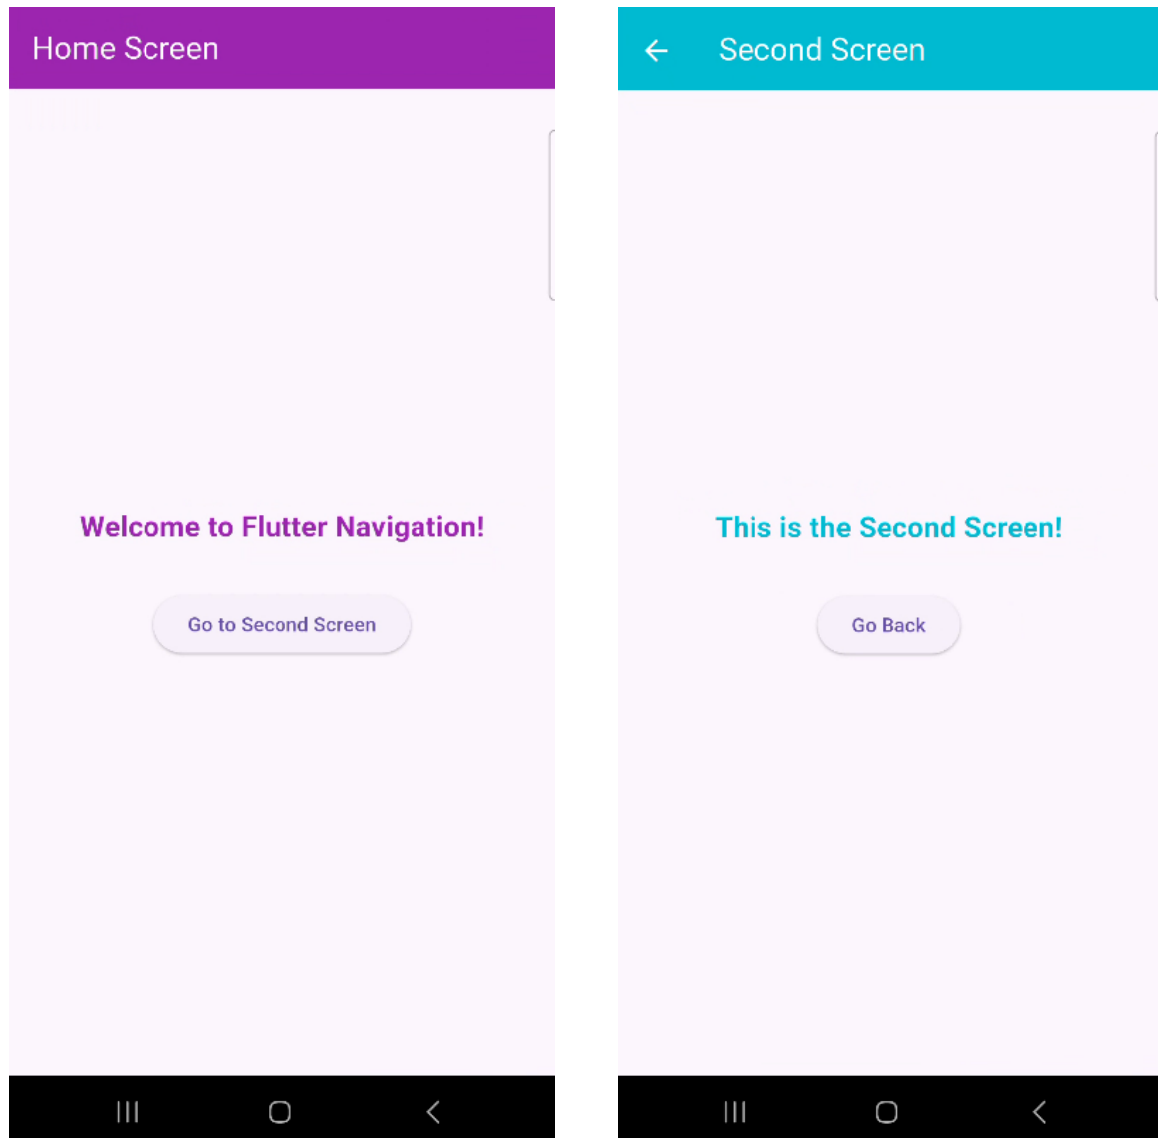 Home Screen
Welcome to Flutter Navigation!
Go to Second Screen
Second Screen
This is the Second Screen!
Go Back